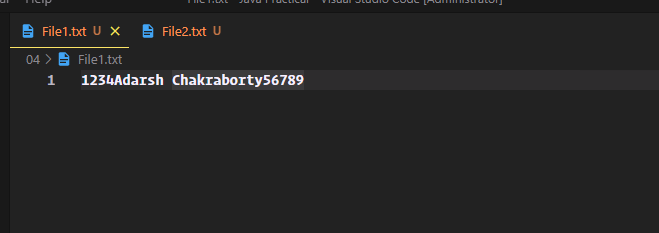 Help
File1.txt - Java Practical - Visual Studio Code [Administrator]
File1.txt U × File2.txt U
04 > File1.txt
1 1234Adarsh Chakraborty56789